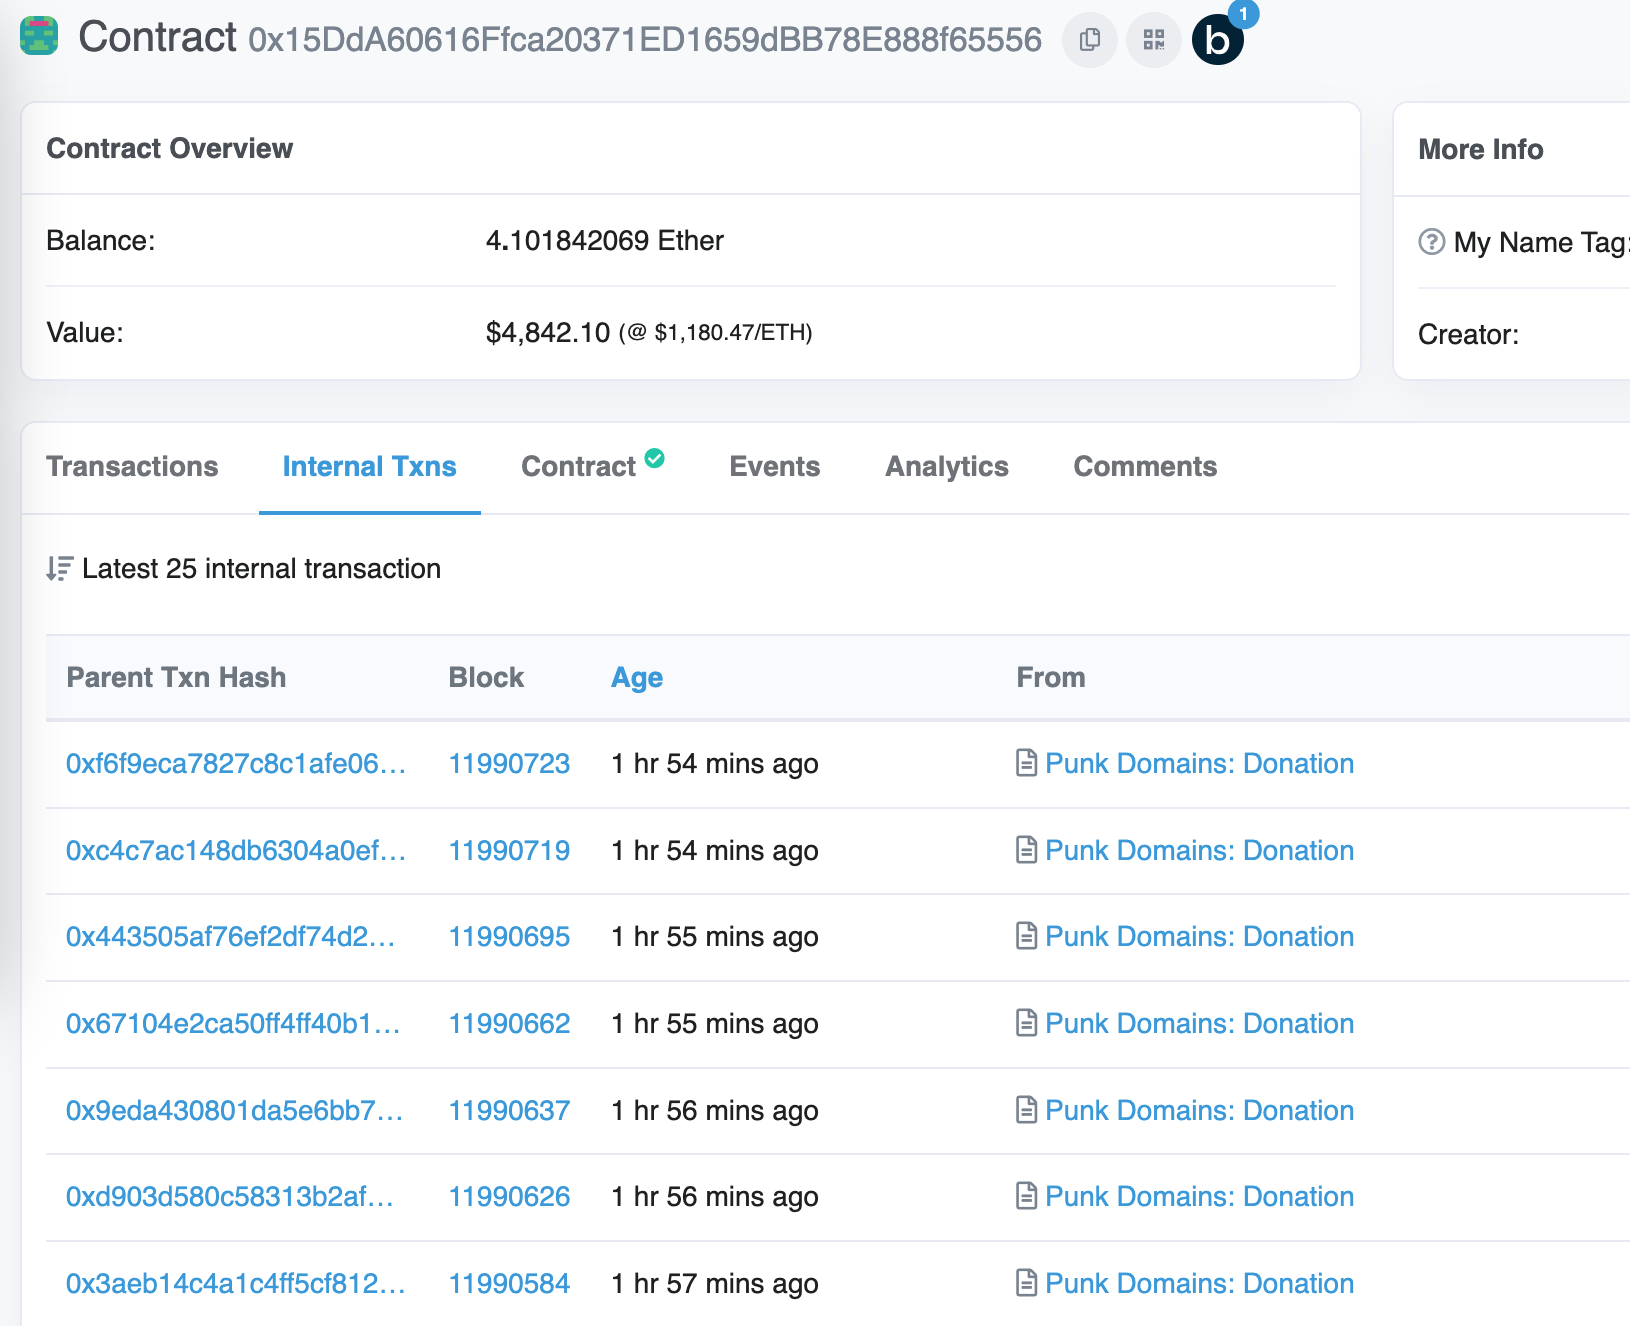 Contract 0x15DdA60616Ffca20371ED1659dBB78E888f65556 b 1
Contract Overview
Balance: 4.101842069 Ether
Value: $4,842.10 (@ $1,180.47/ETH)
More Info
My Name Tag:
Creator:
Transactions Internal Txns Contract Events Analytics Comments
Latest 25 internal transaction
Parent Txn Hash Block Age From
0xf6f9eca7827c8c1afe06... 11990723 1 hr 54 mins ago Punk Domains: Donation
0xc4c7ac148db6304a0ef... 11990719 1 hr 54 mins ago Punk Domains: Donation
0x443505af76ef2df74d2... 11990695 1 hr 55 mins ago Punk Domains: Donation
0x67104e2ca50ff4ff40b1... 11990662 1 hr 55 mins ago Punk Domains: Donation
0x9eda430801da5e6bb7... 11990637 1 hr 56 mins ago Punk Domains: Donation
0xd903d580c58313b2af... 11990626 1 hr 56 mins ago Punk Domains: Donation
0x3aeb14c4a1c4ff5cf812... 11990584 1 hr 57 mins ago Punk Domains: Donation